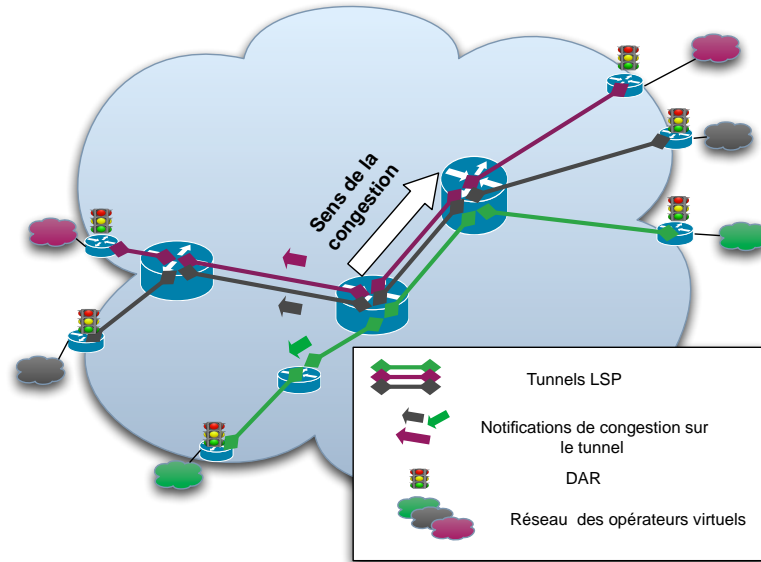 Sens de la
congestion
Tunnels LSP
Notifications de congestion sur
le tunnel
DAR
Réseau des opérateurs virtuels